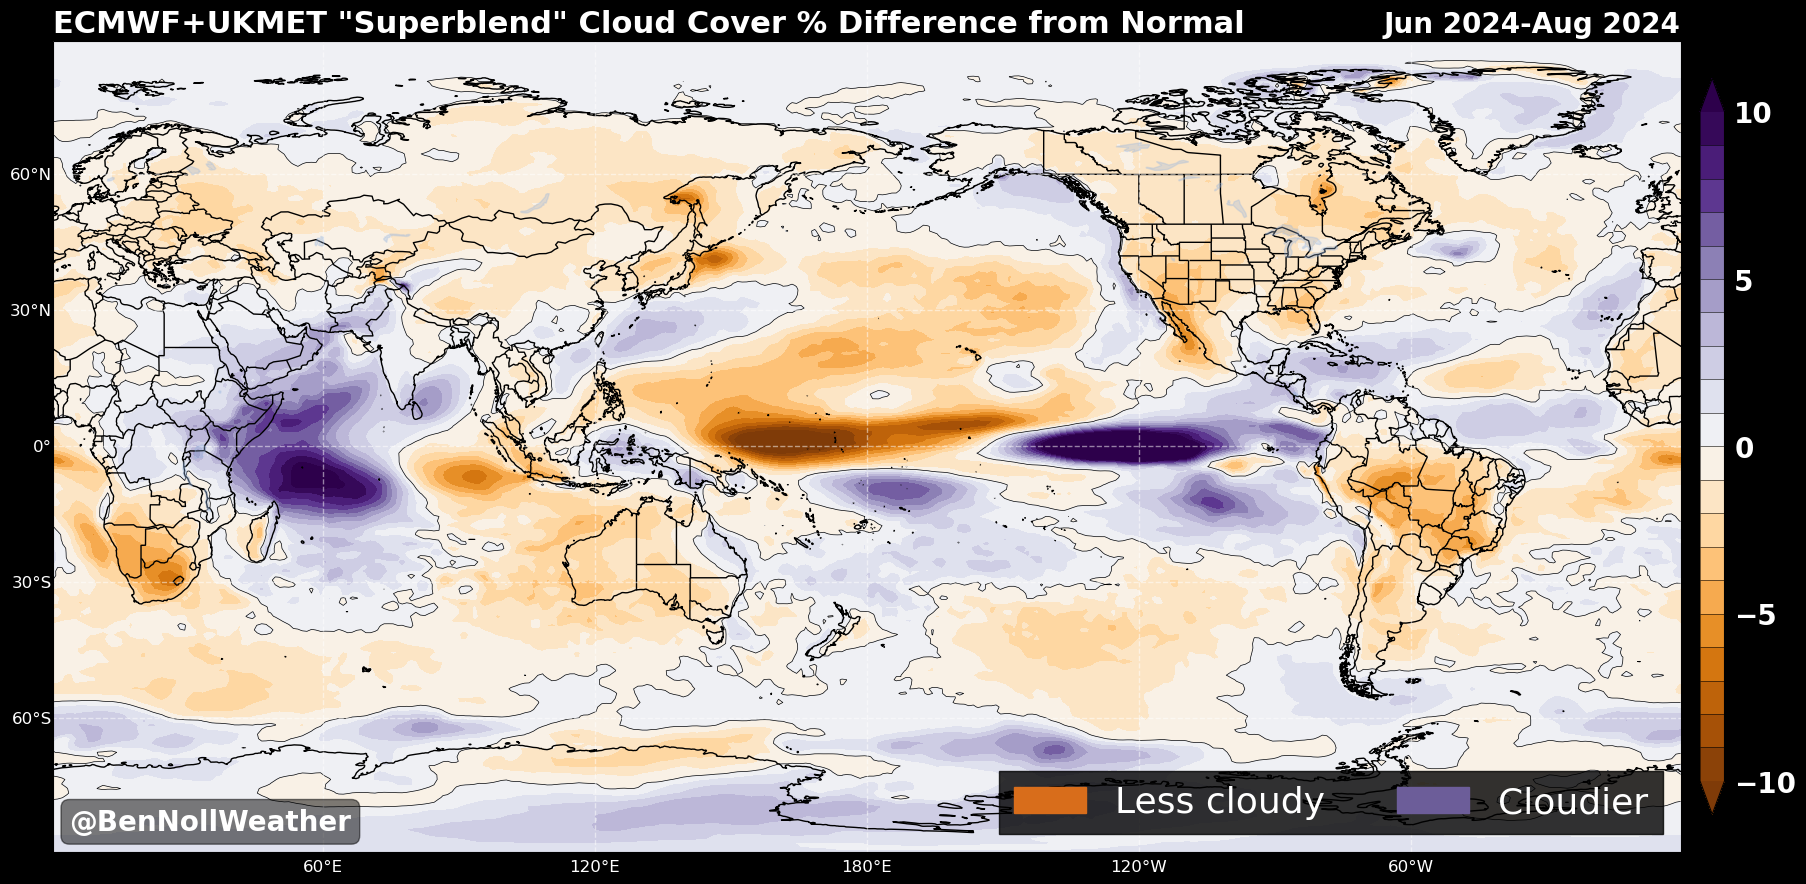 ECMWF+UKMET "Superblend" Cloud Cover % Difference from Normal
Jun 2024-Aug 2024
10
5
0
−5
−10
60°N
30°N
0°
30°S
60°S
60°E
120°E
180°E
120°W
60°W
@BenNollWeather
Less cloudy
Cloudier